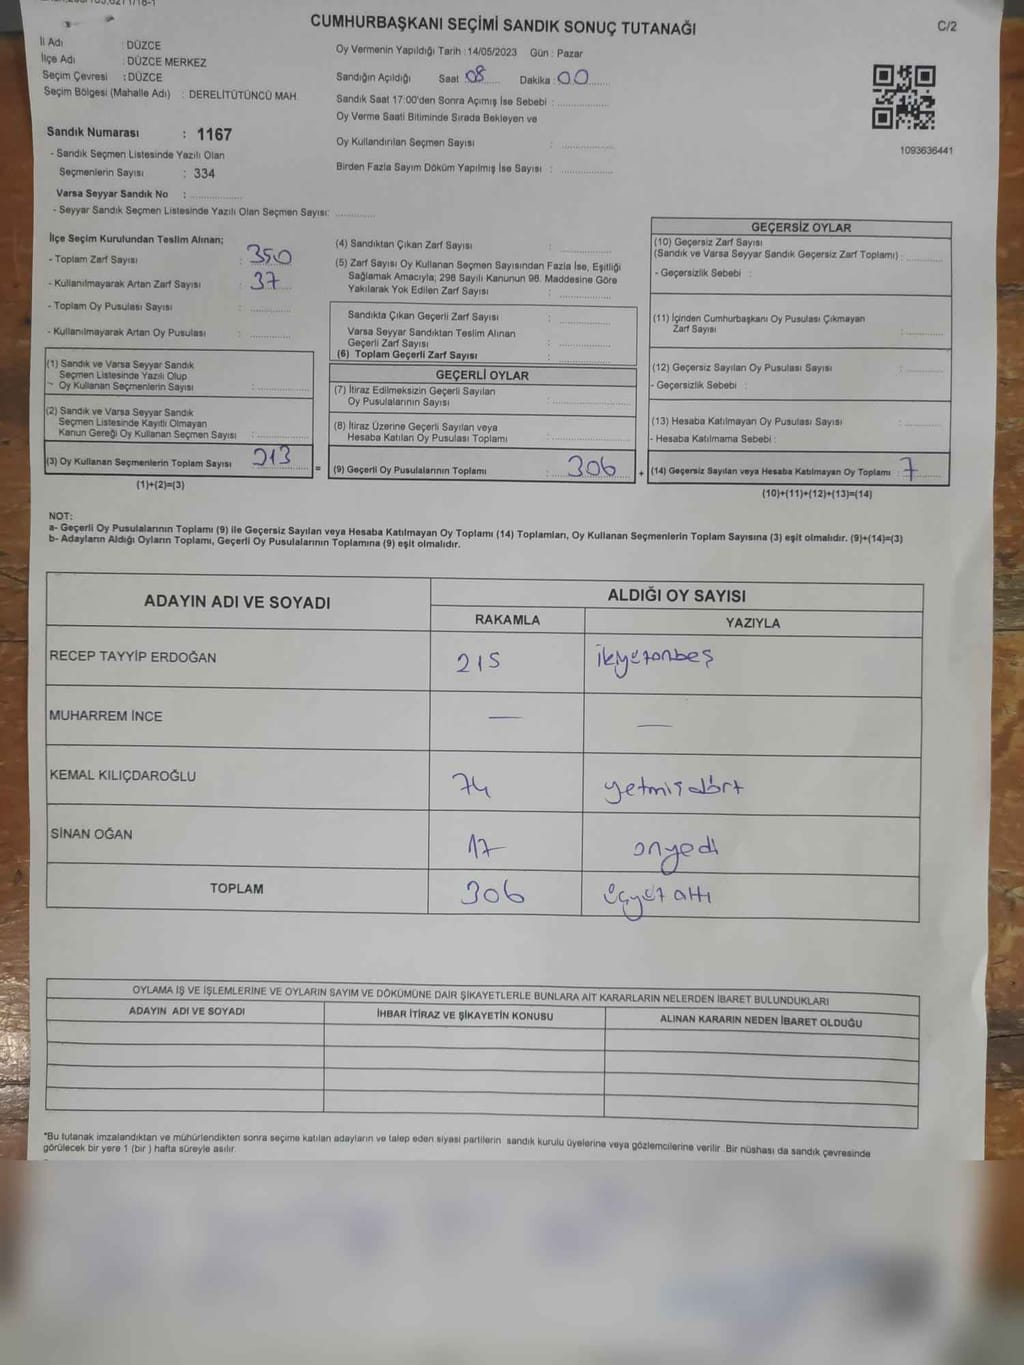 CUMHURBAŞKANI SEÇİMİ SANDIK SONUÇ TUTANAĞI
C/2
İl Adı : DÜZCE
İlçe Adı : DÜZCE MERKEZ
Seçim Çevresi : DÜZCE
Seçim Bölgesi (Mahalle Adı) : DERELİTÜTÜNCÜ MAH.
Oy Vermenin Yapıldığı Tarih : 14/05/2023 Gün : Pazar
Sandığın Açıldığı Saat 08 Dakika : 00
Sandık Saat 17:00'den Sonra Açımış İse Sebebi :
Oy Verme Saati Bitiminde Sırada Bekleyen ve
Oy Kullandırılan Seçmen Sayısı :
Birden Fazla Sayım Döküm Yapılmış İse Sayısı :
1093636441
Sandık Numarası : 1167
- Sandık Seçmen Listesinde Yazılı Olan
Seçmenlerin Sayısı : 334
Varsa Seyyar Sandık No :
- Seyyar Sandık Seçmen Listesinde Yazılı Olan Seçmen Sayısı:
İlçe Seçim Kurulundan Teslim Alınan;
- Toplam Zarf Sayısı : 350
- Kullanılmayarak Artan Zarf Sayısı : 37
- Toplam Oy Pusulası Sayısı :
- Kullanılmayarak Artan Oy Pusulası :
(1) Sandık ve Varsa Seyyar Sandık
Seçmen Listesinde Yazılı Olup
Oy Kullanan Seçmenlerin Sayısı :
(2) Sandık ve Varsa Seyyar Sandık
Seçmen Listesinde Kayıtlı Olmayan
Kanun Gereği Oy Kullanan Seçmen Sayısı :
(3) Oy Kullanan Seçmenlerin Toplam Sayısı : 313 =
(1)+(2)=(3)
(4) Sandıktan Çıkan Zarf Sayısı :
(5) Zarf Sayısı Oy Kullanan Seçmen Sayısından Fazla İse, Eşitliği
Sağlamak Amacıyla; 298 Sayılı Kanunun 98. Maddesine Göre
Yakılarak Yok Edilen Zarf Sayısı :
Sandıkta Çıkan Geçerli Zarf Sayısı :
Varsa Seyyar Sandıktan Teslim Alınan
Geçerli Zarf Sayısı :
(6) Toplam Geçerli Zarf Sayısı :
GEÇERLİ OYLAR
(7) İtiraz Edilmeksizin Geçerli Sayılan
Oy Pusulalarının Sayısı :
(8) İtiraz Üzerine Geçerli Sayılan veya
Hesaba Katılan Oy Pusulası Toplamı :
(9) Geçerli Oy Pusulalarının Toplamı : 306 +
GEÇERSİZ OYLAR
(10) Geçersiz Zarf Sayısı
(Sandık ve Varsa Seyyar Sandık Geçersiz Zarf Toplamı) :
- Geçersizlik Sebebi :
(11) İçinden Cumhurbaşkanı Oy Pusulası Çıkmayan
Zarf Sayısı :
(12) Geçersiz Sayılan Oy Pusulası Sayısı :
- Geçersizlik Sebebi :
(13) Hesaba Katılmayan Oy Pusulası Sayısı :
- Hesaba Katılmama Sebebi :
(14) Geçersiz Sayılan veya Hesaba Katılmayan Oy Toplamı : 7
(10)+(11)+(12)+(13)=(14)
NOT:
a- Geçerli Oy Pusulalarının Toplamı (9) ile Geçersiz Sayılan veya Hesaba Katılmayan Oy Toplamı (14) Toplamları, Oy Kullanan Seçmenlerin Toplam Sayısına (3) eşit olmalıdır. (9)+(14)=(3)
b- Adayların Aldığı Oyların Toplamı, Geçerli Oy Pusulalarının Toplamına (9) eşit olmalıdır.
ADAYIN ADI VE SOYADI
ALDIĞI OY SAYISI
RAKAMLA YAZIYLA
RECEP TAYYİP ERDOĞAN 215 ikiyüzonbeş
MUHARREM İNCE — —
KEMAL KILIÇDAROĞLU 74 yetmişdört
SİNAN OĞAN 17 onyedi
TOPLAM 306 üçyüz altı
OYLAMA İŞ VE İŞLEMLERİNE VE OYLARIN SAYIM VE DÖKÜMÜNE DAİR ŞİKAYETLERLE BUNLARA AİT KARARLARIN NELERDEN İBARET BULUNDUKLARI
ADAYIN ADI VE SOYADI İHBAR İTİRAZ VE ŞİKAYETİN KONUSU ALINAN KARARIN NEDEN İBARET OLDUĞU
*Bu tutanak imzalandıktan ve mühürlendikten sonra seçime katılan adayların ve talep eden siyasi partilerin sandık kurulu üyelerine veya gözlemcilerine verilir. Bir nüshası da sandık çevresinde
görülecek bir yere 1 (bir) hafta süreyle asılır.